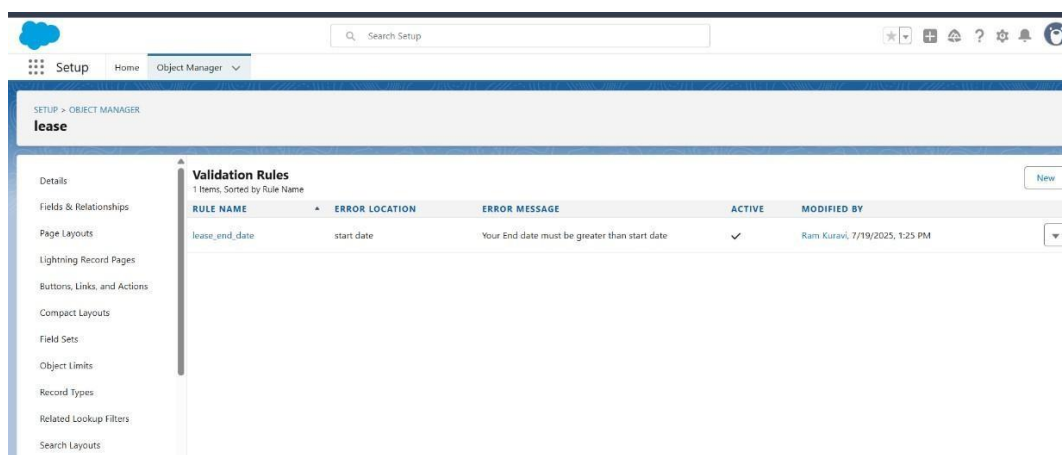 Search Setup
Setup Home Object Manager
SETUP > OBJECT MANAGER
lease
Details
Fields & Relationships
Page Layouts
Lightning Record Pages
Buttons, Links, and Actions
Compact Layouts
Field Sets
Object Limits
Record Types
Related Lookup Filters
Search Layouts
Validation Rules
1 Items, Sorted by Rule Name
New
RULE NAME ERROR LOCATION ERROR MESSAGE ACTIVE MODIFIED BY
lease_end_date start date Your End date must be greater than start date Ram Kuravi, 7/19/2025, 1:25 PM